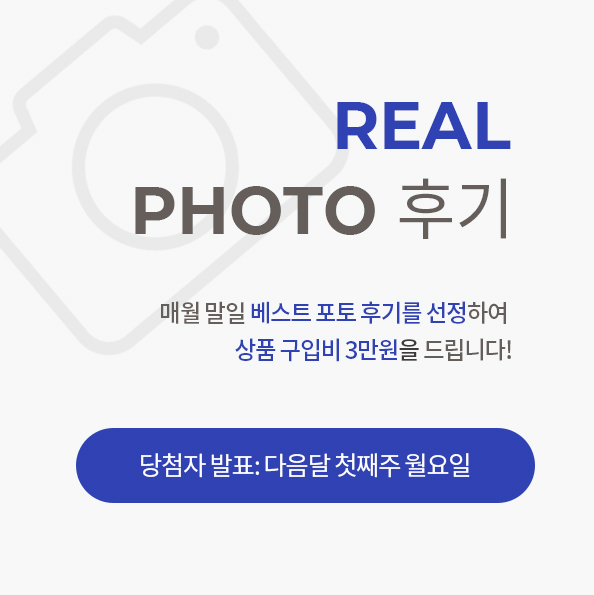 REAL
PHOTO 후기
매월 말일 베스트 포토 후기를 선정하여
상품 구입비 3만원을 드립니다!
당첨자 발표: 다음달 첫째주 월요일